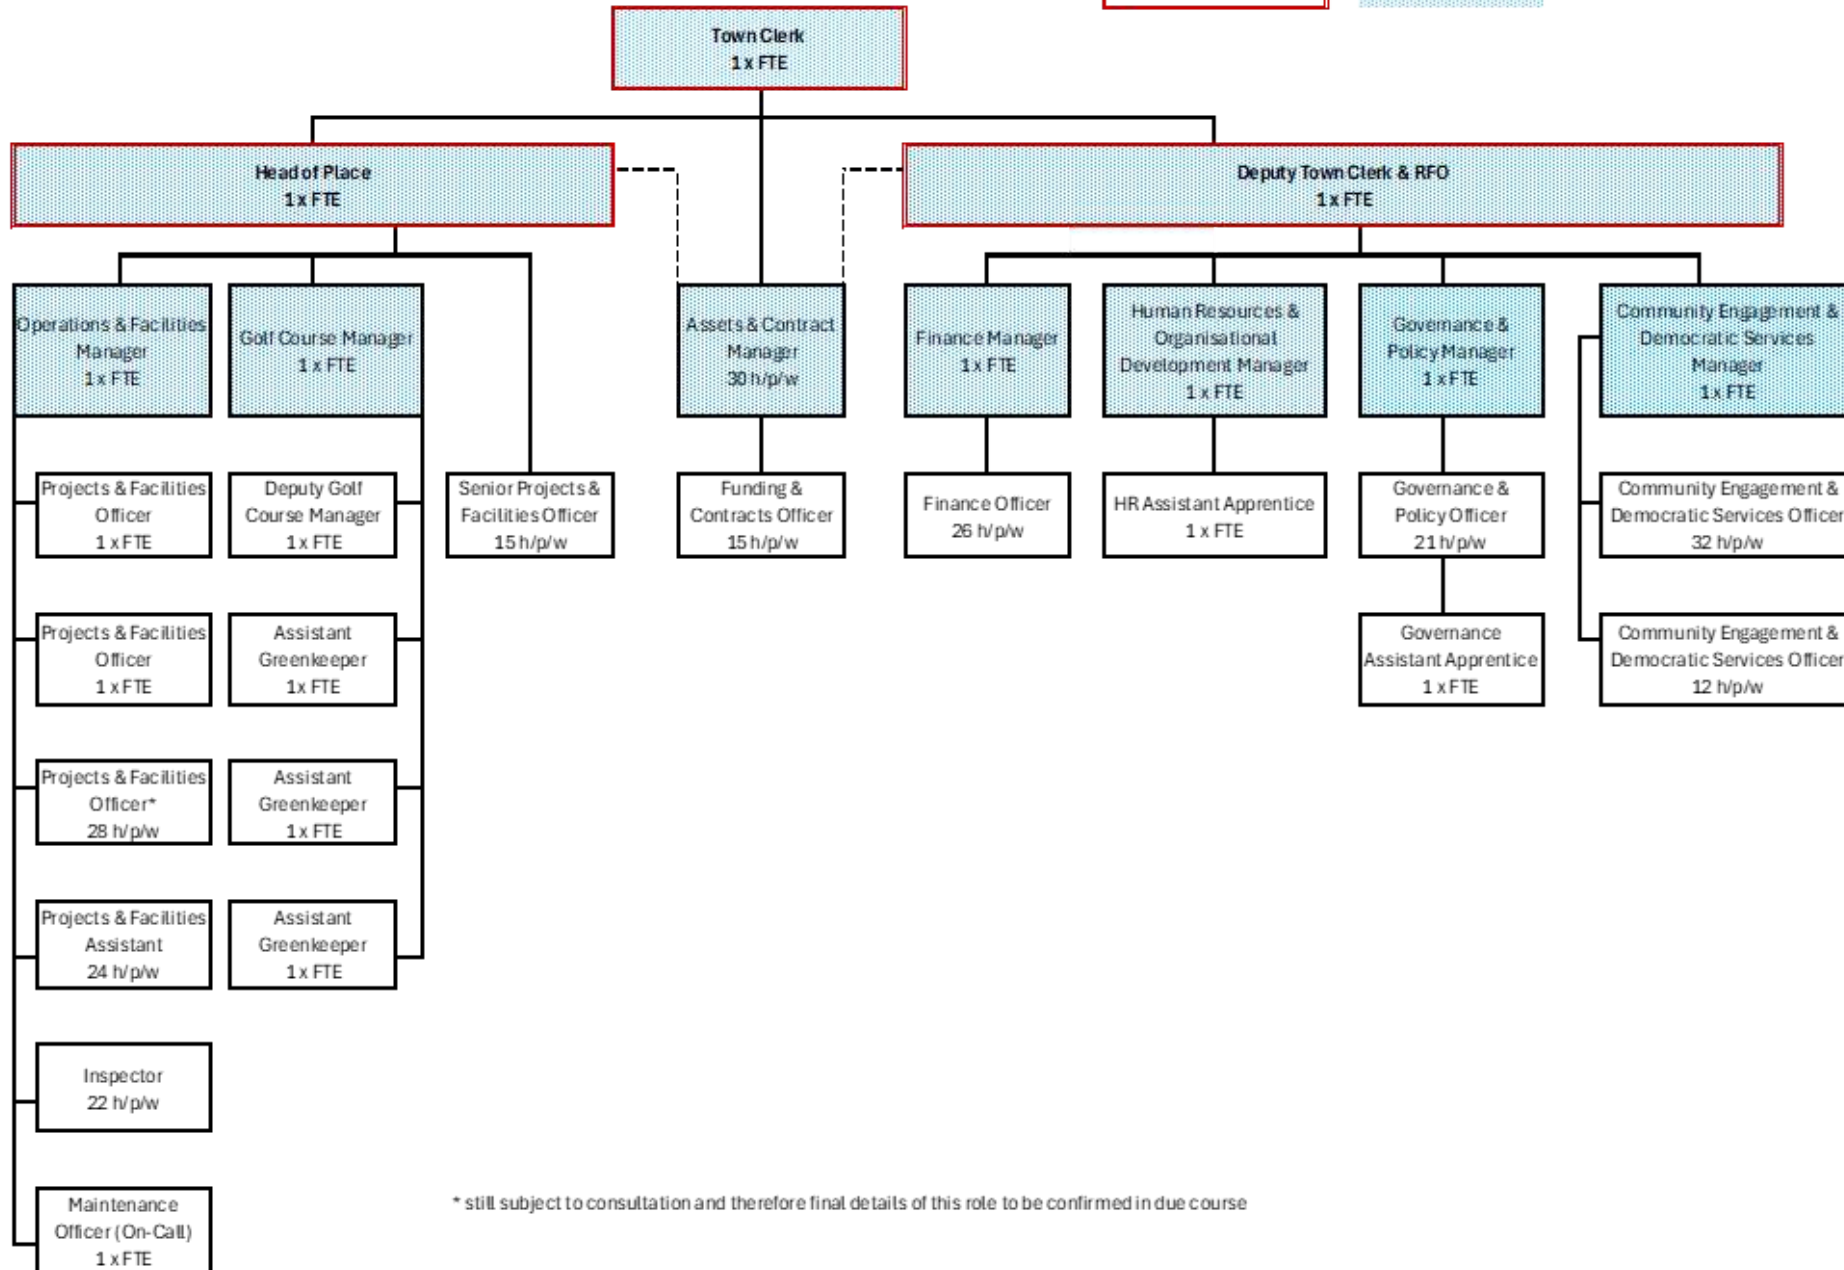 Town Clerk
1 x FTE
Head of Place
1 x FTE
Deputy Town Clerk & RFO
1 x FTE
Operations & Facilities
Manager
1 x FTE
Golf Course Manager
1 x FTE
Assets & Contract
Manager
30 h/p/w
Finance Manager
1 x FTE
Human Resources &
Organisational
Development Manager
1 x FTE
Governance &
Policy Manager
1 x FTE
Community Engagement &
Democratic Services
Manager
1 x FTE
Projects & Facilities
Officer
1 x FTE
Deputy Golf
Course Manager
1 x FTE
Senior Projects &
Facilities Officer
15 h/p/w
Funding &
Contracts Officer
15 h/p/w
Finance Officer
26 h/p/w
HR Assistant Apprentice
1 x FTE
Governance &
Policy Officer
21 h/p/w
Community Engagement &
Democratic Services Officer
32 h/p/w
Projects & Facilities
Officer
1 x FTE
Assistant
Greenkeeper
1x FTE
Governance
Assistant Apprentice
1 x FTE
Community Engagement &
Democratic Services Officer
12 h/p/w
Projects & Facilities
Officer*
28 h/p/w
Assistant
Greenkeeper
1 x FTE
Projects & Facilities
Assistant
24 h/p/w
Assistant
Greenkeeper
1 x FTE
Inspector
22 h/p/w
Maintenance
Officer (On-Call)
1 x FTE
* still subject to consultation and therefore final details of this role to be confirmed in due course